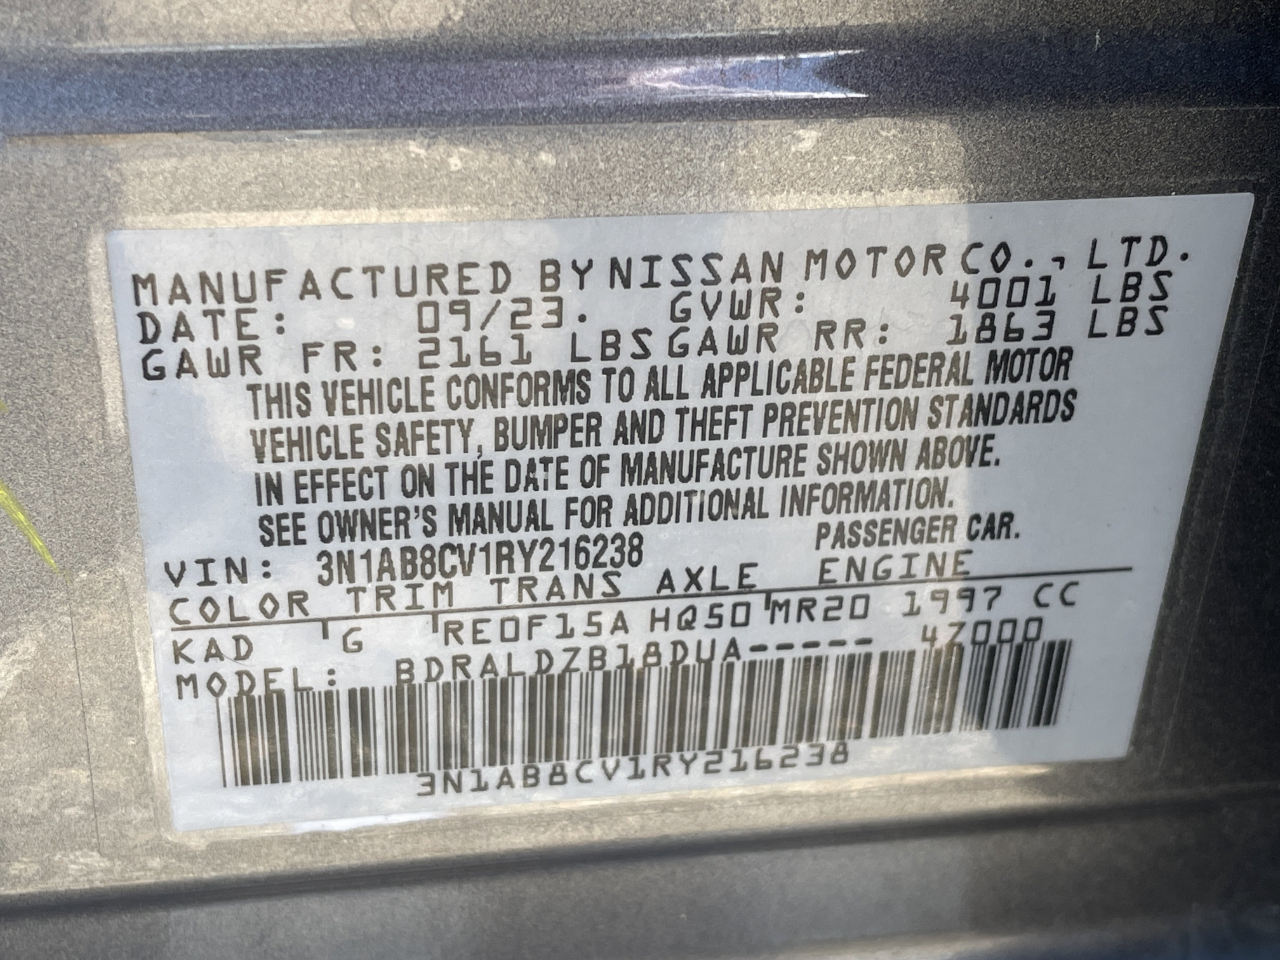 MANUFACTURED BY NISSAN MOTOR CO., LTD.
DATE: 09/23. GVWR: 4001 LBS
GAWR FR: 2161 LBS GAWR RR: 1863 LBS
THIS VEHICLE CONFORMS TO ALL APPLICABLE FEDERAL MOTOR
VEHICLE SAFETY, BUMPER AND THEFT PREVENTION STANDARDS
IN EFFECT ON THE DATE OF MANUFACTURE SHOWN ABOVE.
SEE OWNER'S MANUAL FOR ADDITIONAL INFORMATION.
VIN: 3N1AB8CV1RY216238 PASSENGER CAR.
COLOR TRIM TRANS AXLE ENGINE
KAD G RE0F15A HQ50 MR20 1997 CC
MODEL: BDRALDZB18DUA----- 47000
3N1AB8CV1RY216238